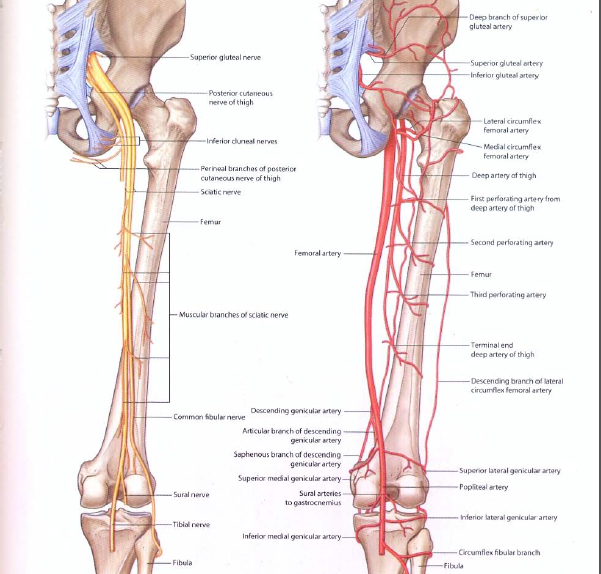 Superior gluteal nerve
Posterior cutaneous
nerve of thigh
Inferior cluneal nerves
Perineal branches of posterior
cutaneous nerve of thigh
Sciatic nerve
Femur
Muscular branches of sciatic nerve
Common fibular nerve
Sural nerve
Tibial nerve
Fibula
Deep branch of superior
gluteal artery
Superior gluteal artery
Inferior gluteal artery
Lateral circumflex
femoral artery
Medial circumflex
femoral artery
Deep artery of thigh
First perforating artery from
deep artery of thigh
Second perforating artery
Femoral artery
Femur
Third perforating artery
Terminal end
deep artery of thigh
Descending branch of lateral
circumflex femoral artery
Descending genicular artery
Articular branch of descending
genicular artery
Saphenous branch of descending
genicular artery
Superior medial genicular artery
Sural arteries
to gastrocnemius
Inferior medial genicular artery
Superior lateral genicular artery
Popliteal artery
Inferior lateral genicular artery
Circumflex fibular branch
Fibula